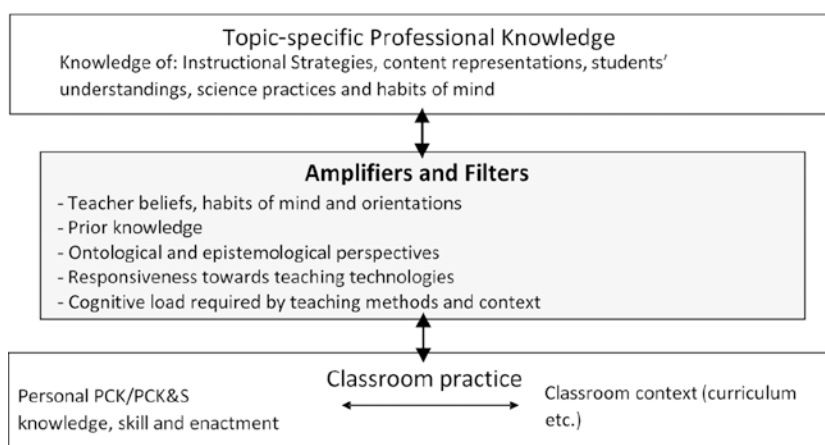 Topic-specific Professional Knowledge
Knowledge of: Instructional Strategies, content representations, students'
understandings, science practices and habits of mind
Amplifiers and Filters
- Teacher beliefs, habits of mind and orientations
- Prior knowledge
- Ontological and epistemological perspectives
- Responsiveness towards teaching technologies
- Cognitive load required by teaching methods and context
Classroom practice
Personal PCK/PCK&S
knowledge, skill and enactment
Classroom context (curriculum
etc.)